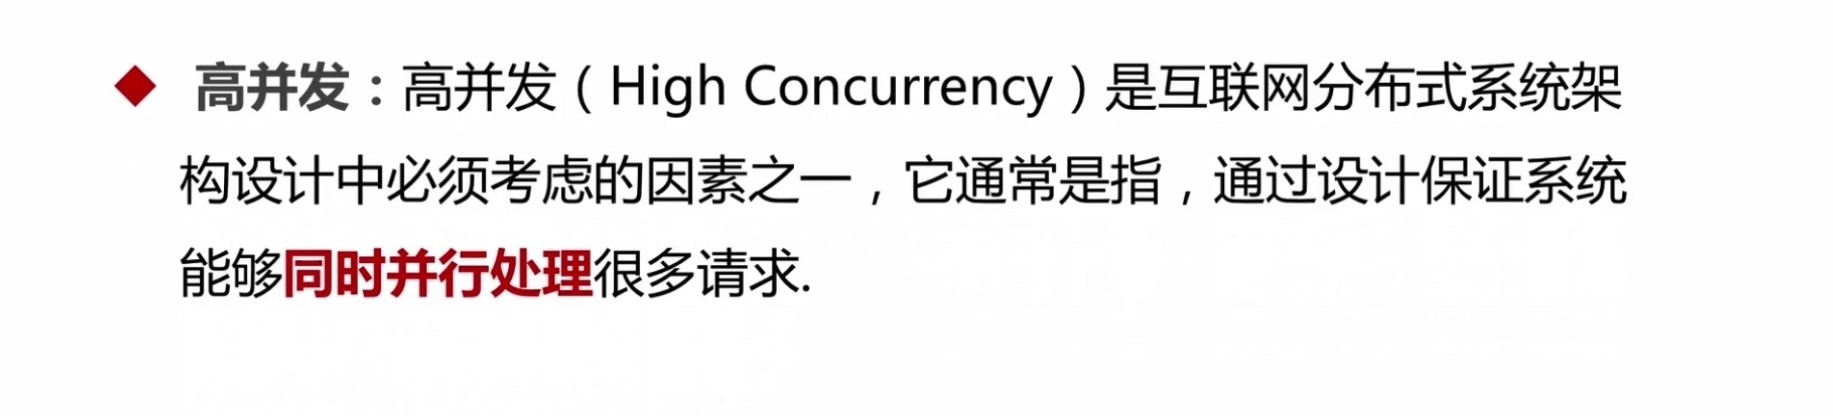 高并发：高并发（High Concurrency）是互联网分布式系统架
构设计中必须考虑的因素之一，它通常是指，通过设计保证系统
能够同时并行处理很多请求.